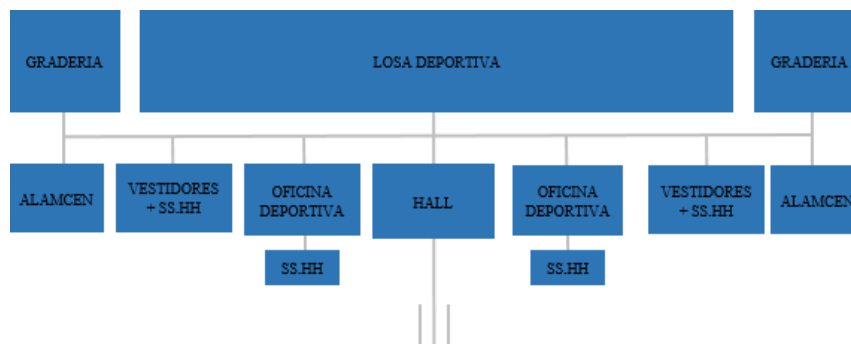 GRADERIA
LOSA DEPORTIVA
GRADERIA
ALAMCEN
VESTIDORES
+ SS.HH
OFICINA
DEPORTIVA
HALL
OFICINA
DEPORTIVA
VESTIDORES
+ SS.HH
ALAMCEN
SS.HH
SS.HH